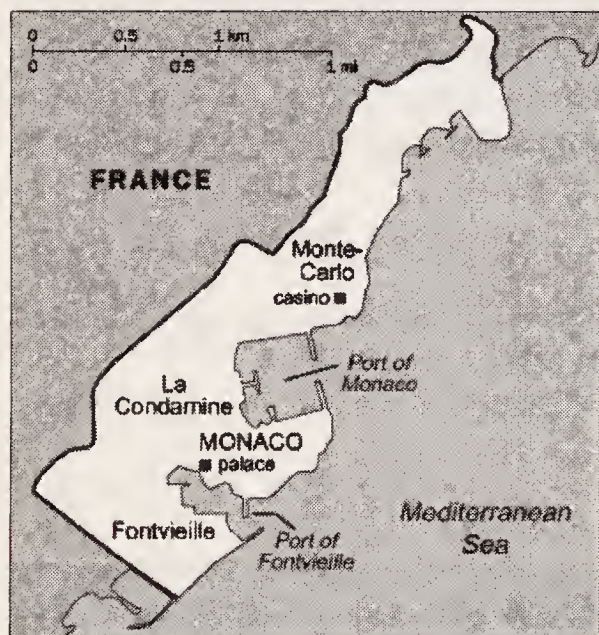 0 0.5 1 km
0 0.5 1 mi
FRANCE
Monte-
Carlo
casino
Port of
Monaco
La
Condamine
MONACO
palace
Fontvieille
Port of
Fontvieille
Mediterranean
Sea